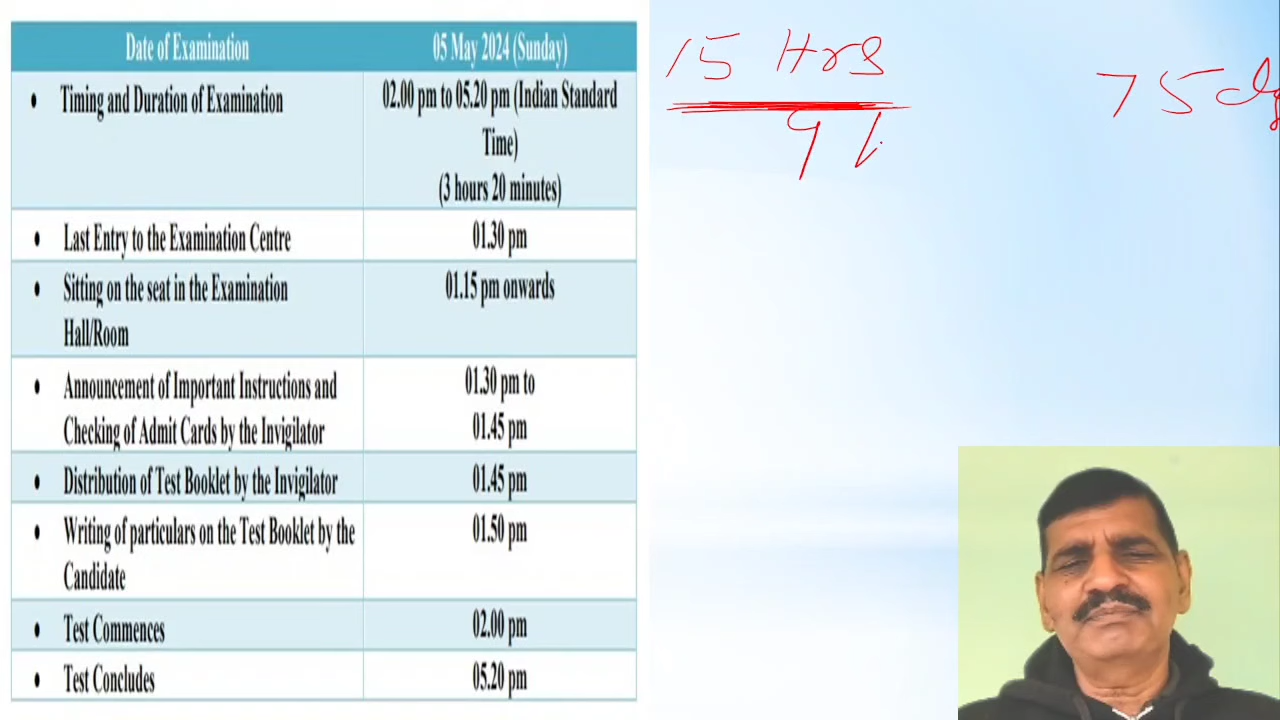 Date of Examination 05 May 2024 (Sunday)
• Timing and Duration of Examination 02.00 pm to 05.20 pm (Indian Standard
Time)
(3 hours 20 minutes)
• Last Entry to the Examination Centre 01.30 pm
• Sitting on the seat in the Examination 01.15 pm onwards
Hall/Room
• Announcement of Important Instructions and 01.30 pm to
Checking of Admit Cards by the Invigilator 01.45 pm
• Distribution of Test Booklet by the Invigilator 01.45 pm
• Writing of particulars on the Test Booklet by the 01.50 pm
Candidate
• Test Commences 02.00 pm
• Test Concludes 05.20 pm
15 Hrs
75
9